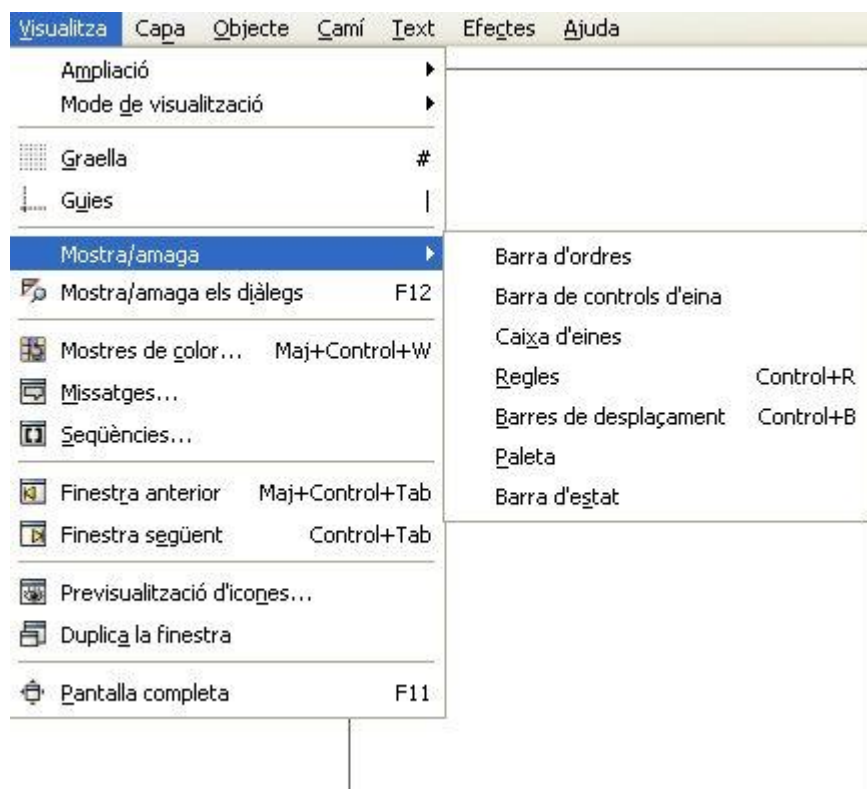 Visualitza Capa Objecte Camí Text Efectes Ajuda
Ampliació
Mode de visualització
Graella #
Guies |
Mostra/amaga
Mostra/amaga els diàlegs F12
Mostres de color... Maj+Control+W
Missatges...
Seqüències...
Finestra anterior Maj+Control+Tab
Finestra següent Control+Tab
Previsualització d'icones...
Duplica la finestra
Pantalla completa F11
Barra d'ordres
Barra de controls d'eina
Caixa d'eines
Regles Control+R
Barres de desplaçament Control+B
Paleta
Barra d'estat